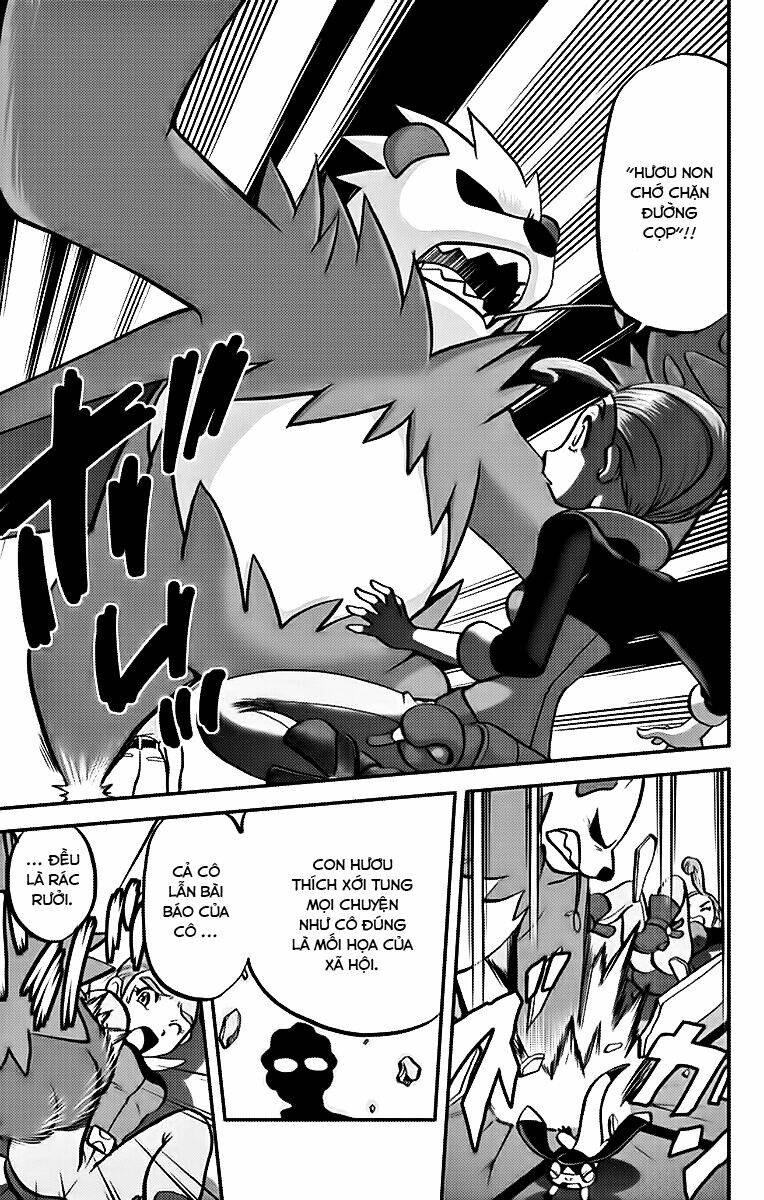 "HƯƠU NON
CHỚ CHẶN
ĐƯỜNG
CỌP"!!
CON HƯƠU
THÍCH XỚI TUNG
MỌI CHUYỆN
NHƯ CÔ ĐÚNG
LÀ MỐI HỌA CỦA
XÃ HỘI.
CẢ CÔ
LẪN BÀI
BÁO CỦA
CÔ ...
... ĐỀU
LÀ RÁC
RƯỞI.